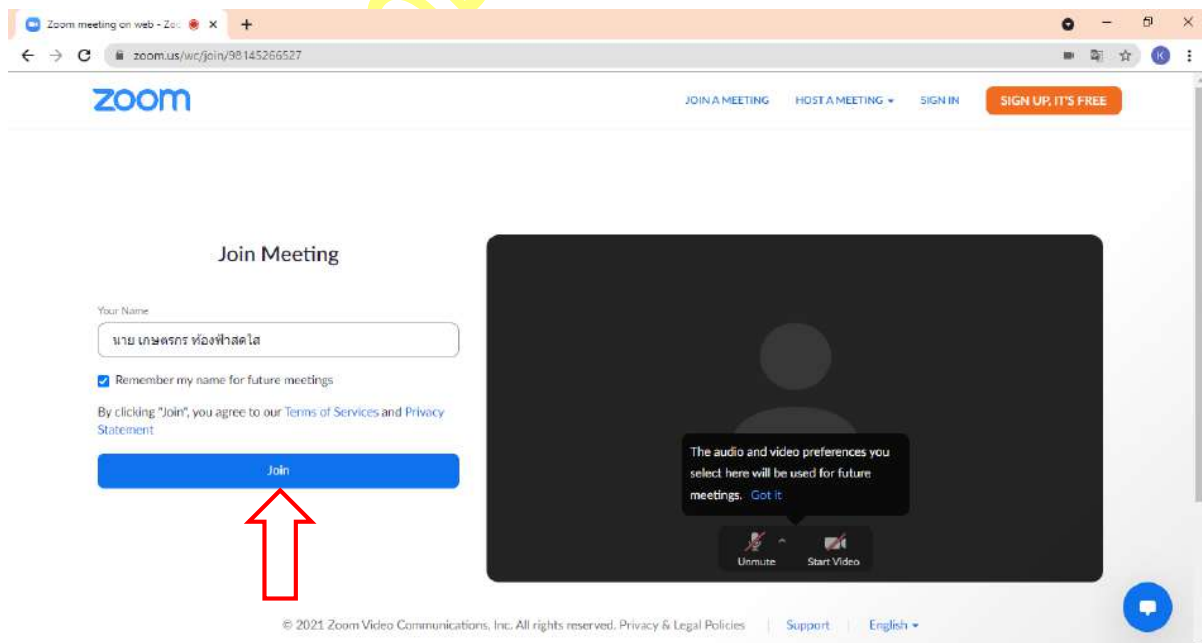 Zoom meeting on web - Zoo
zoom.us/wc/join/98145266527
K
zoom
JOIN A MEETING HOST A MEETING SIGN IN SIGN UP, IT'S FREE
Join Meeting
Your Name
นาย เกษตรกร ท้องฟ้าสดใส
Remember my name for future meetings
By clicking "Join", you agree to our Terms of Services and Privacy
Statement
Join
The audio and video preferences you
select here will be used for future
meetings. Got it
Unmute Start Video
© 2021 Zoom Video Communications, Inc. All rights reserved. Privacy & Legal Policies | Support | English